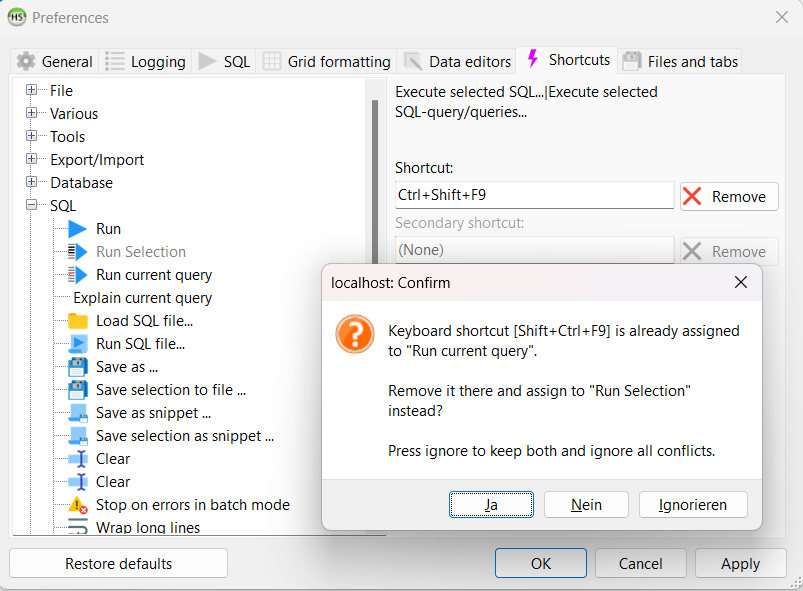 HS Preferences
General
Logging
SQL
Grid formatting
Data editors
Shortcuts
Files and tabs
File
Various
Tools
Export/Import
Database
SQL
Run
Run Selection
Run current query
Explain current query
Load SQL file...
Run SQL file...
Save as ...
Save selection to file ...
Save as snippet ...
Save selection as snippet ...
Clear
Clear
Stop on errors in batch mode
Wrap long lines
Execute selected SQL...|Execute selected
SQL-query/queries...
Shortcut:
Ctrl+Shift+F9
Remove
Secondary shortcut:
(None)
Remove
localhost: Confirm
Keyboard shortcut [Shift+Ctrl+F9] is already assigned
to "Run current query".
Remove it there and assign to "Run Selection"
instead?
Press ignore to keep both and ignore all conflicts.
Ja
Nein
Ignorieren
Restore defaults
OK
Cancel
Apply